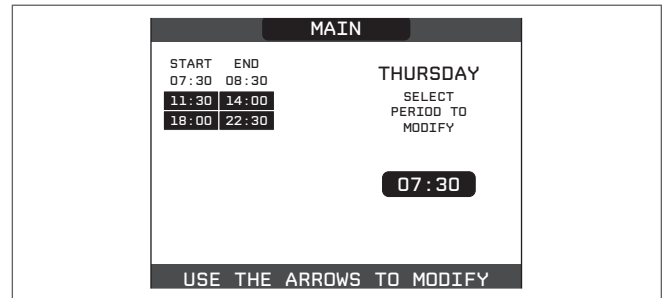 MAIN
START END
07:30 08:30
11:30 14:00
18:00 22:30
THURSDAY
SELECT
PERIOD TO
MODIFY
07:30
USE THE ARROWS TO MODIFY